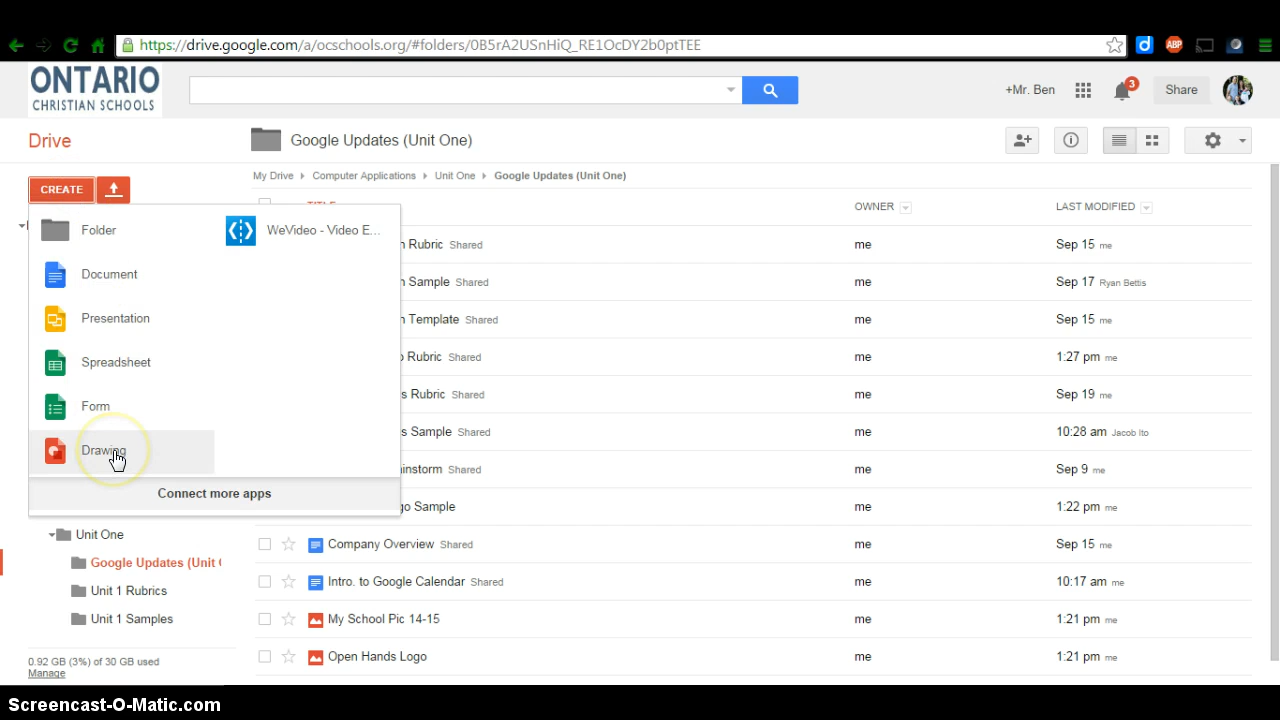 https://drive.google.com/a/ocschools.org/#folders/0B5rA2USnHiQ_RE1OcDY2b0ptTEE
ABP
ONTARIO
CHRISTIAN SCHOOLS
+Mr. Ben
3
Share
Drive
Google Updates (Unit One)
My Drive Computer Applications Unit One Google Updates (Unit One)
CREATE
TITLE
OWNER
LAST MODIFIED
Folder
WeVideo - Video E...
Document
Presentation
Spreadsheet
Form
Drawing
Connect more apps
n Rubric Shared me Sep 15 me
n Sample Shared me Sep 17 Ryan Bettis
n Template Shared me Sep 15 me
o Rubric Shared me 1:27 pm me
s Rubric Shared me Sep 19 me
s Sample Shared me 10:28 am Jacob Ito
instorm Shared me Sep 9 me
go Sample me 1:22 pm me
Company Overview Shared me Sep 15 me
Intro. to Google Calendar Shared me 10:17 am me
My School Pic 14-15 me 1:21 pm me
Open Hands Logo me 1:21 pm me
Unit One
Google Updates (Unit
Unit 1 Rubrics
Unit 1 Samples
0.92 GB (3%) of 30 GB used
Manage
Screencast-O-Matic.com